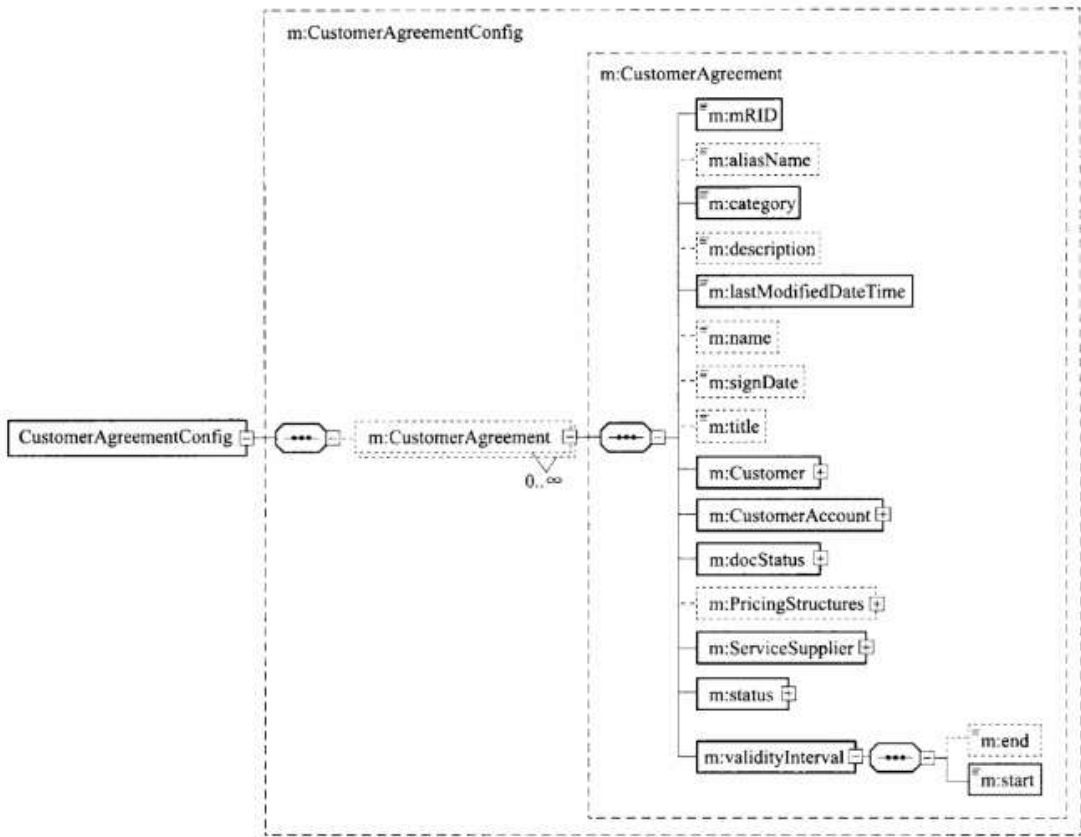 m:CustomerAgreementConfig
m:CustomerAgreement
m:mRID
m:aliasName
m:category
m:description
m:lastModifiedDateTime
m:name
m:signDate
m:title
CustomerAgreementConfig
m:CustomerAgreement
0..∞
m:Customer
m:CustomerAccount
m:docStatus
m:PricingStructures
m:ServiceSupplier
m:status
m:validityInterval
m:end
m:start